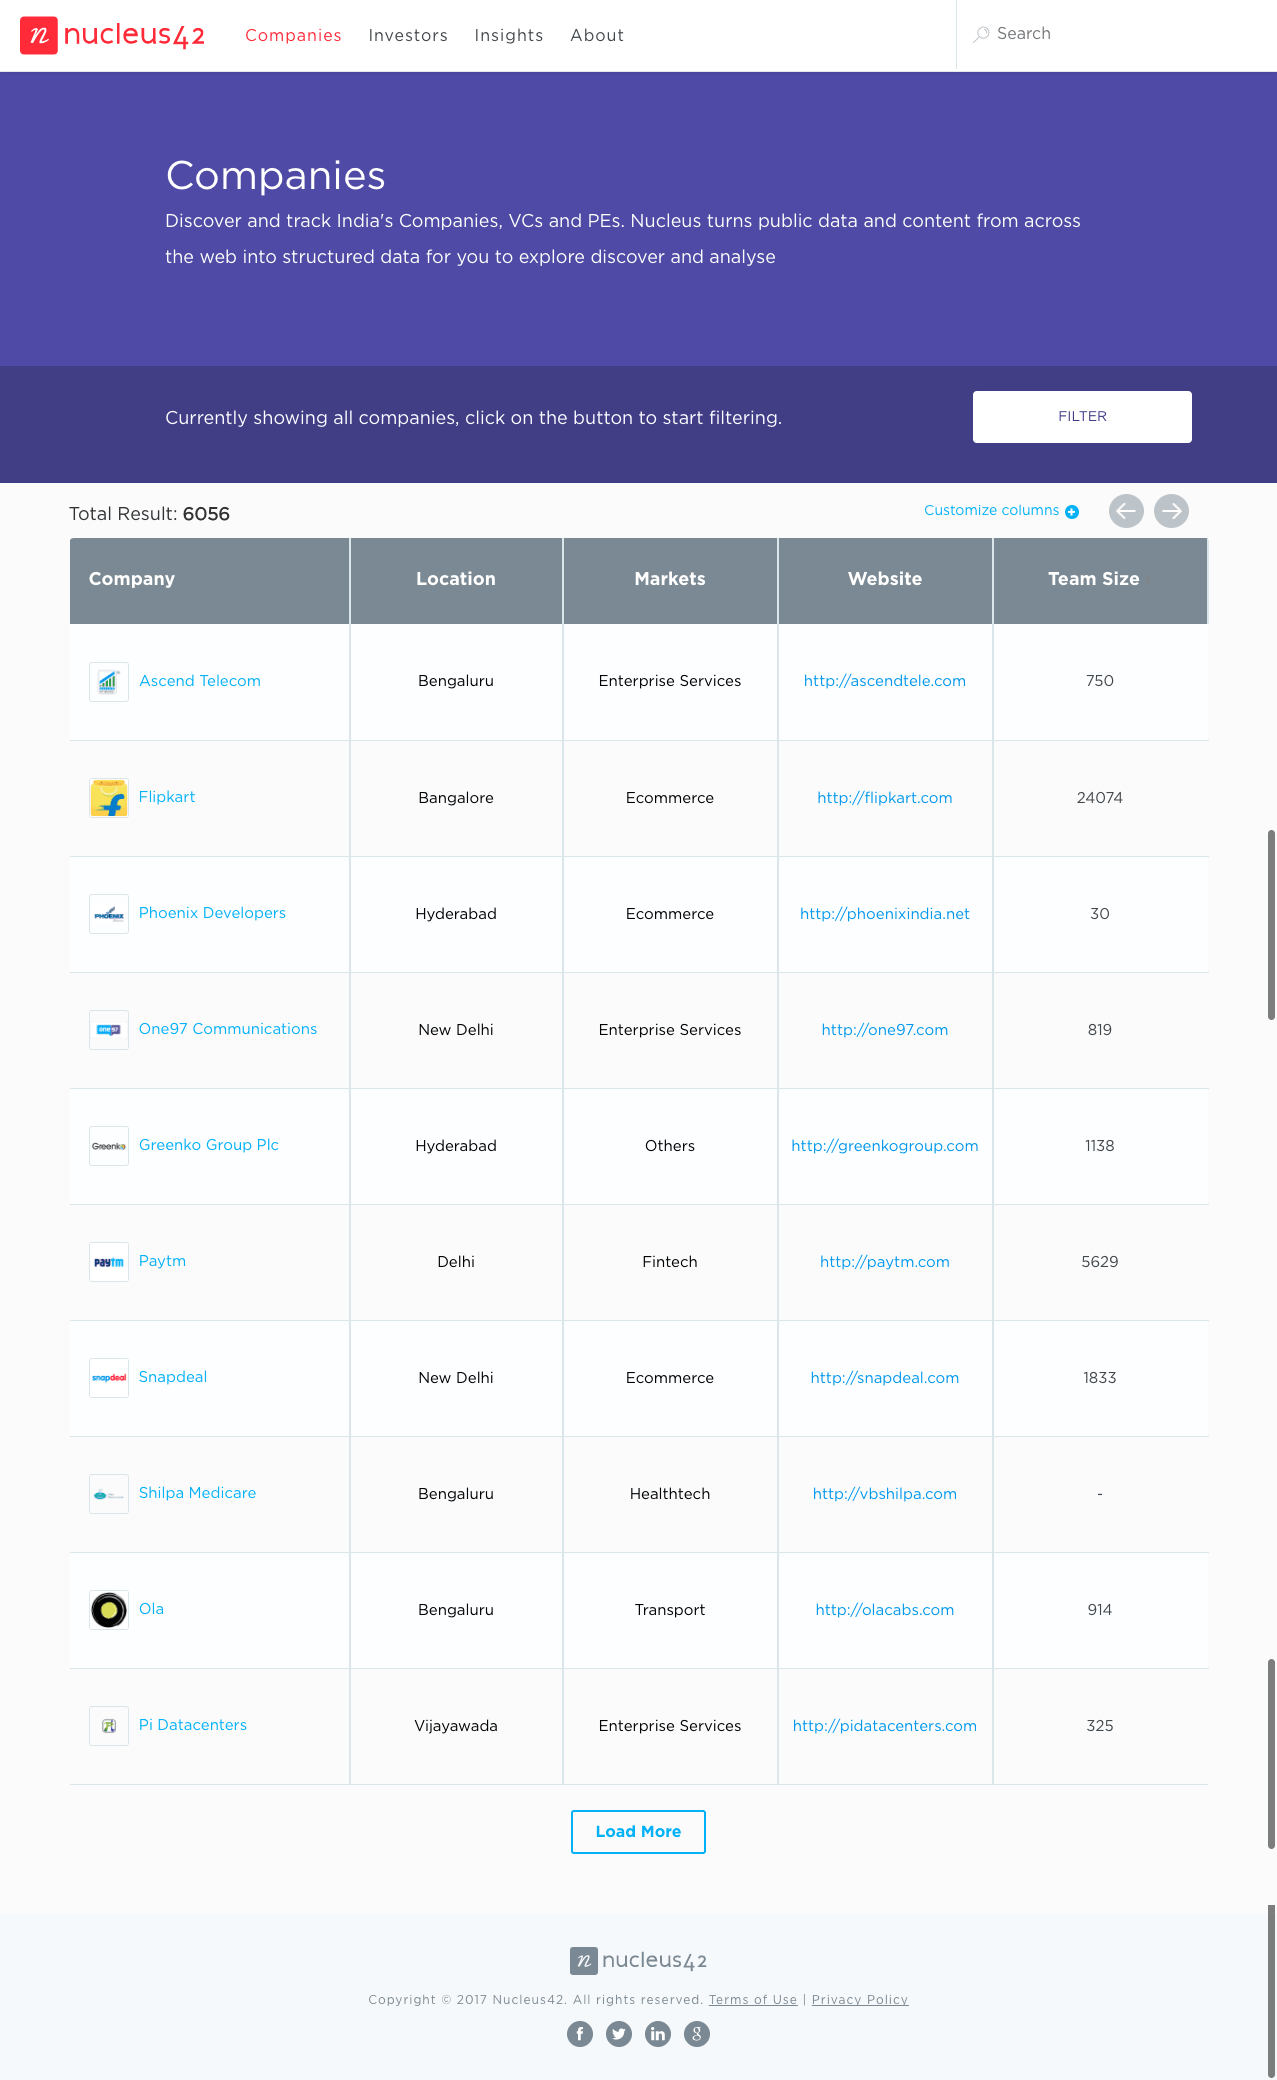 n nucleus42 Companies Investors Insights About Search
Companies
Discover and track India's Companies, VCs and PEs. Nucleus turns public data and content from across
the web into structured data for you to explore discover and analyse
Currently showing all companies, click on the button to start filtering. FILTER
Total Result: 6056 Customize columns
Company Location Markets Website Team Size
Ascend Telecom Bengaluru Enterprise Services http://ascendtele.com 750
Flipkart Bangalore Ecommerce http://flipkart.com 24074
PHOENIX Phoenix Developers Hyderabad Ecommerce http://phoenixindia.net 30
one97 One97 Communications New Delhi Enterprise Services http://one97.com 819
Greenko Greenko Group Plc Hyderabad Others http://greenkogroup.com 1138
paytm Paytm Delhi Fintech http://paytm.com 5629
snapdeal Snapdeal New Delhi Ecommerce http://snapdeal.com 1833
Shilpa Medicare Bengaluru Healthtech http://vbshilpa.com -
Ola Bengaluru Transport http://olacabs.com 914
Pi Datacenters Vijayawada Enterprise Services http://pidatacenters.com 325
Load More
n nucleus42
Copyright © 2017 Nucleus42. All rights reserved. Terms of Use | Privacy Policy